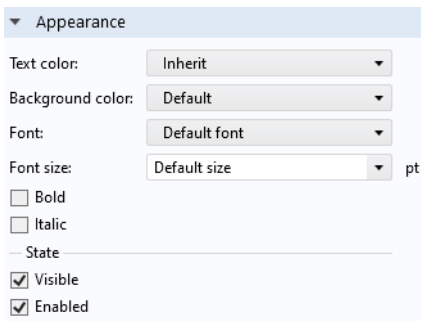 Appearance
Text color: Inherit
Background color: Default
Font: Default font
Font size: Default size pt
Bold
Italic
State
Visible
Enabled